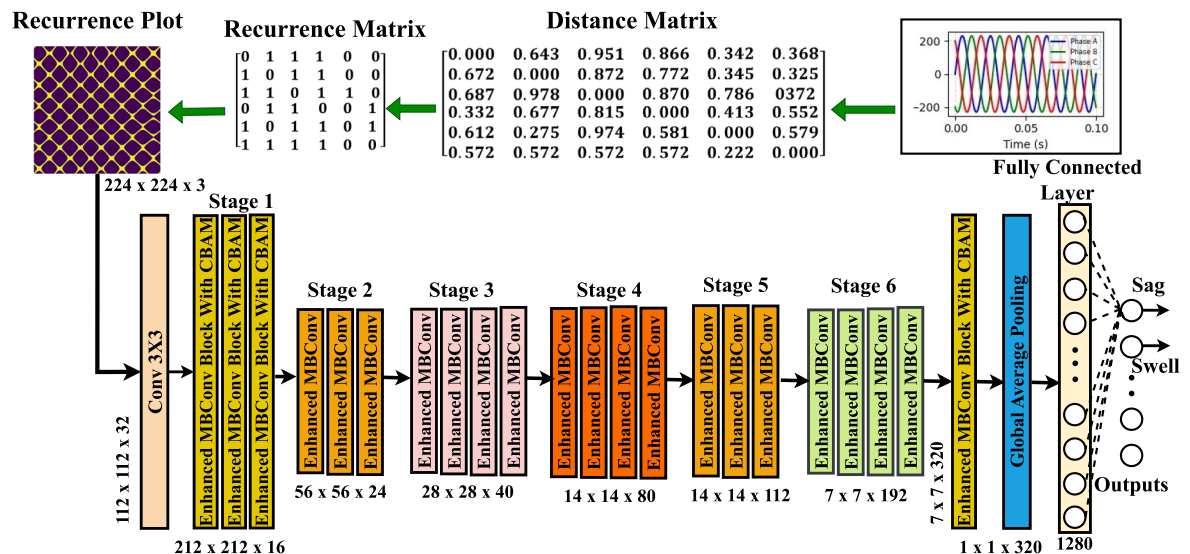 Recurrence Plot
Recurrence Matrix
Distance Matrix
0 1 1 1 0 0
1 0 1 1 0 0
1 1 0 1 1 0
0 1 1 0 0 1
1 0 1 1 0 1
1 1 1 1 0 0
0.000 0.643 0.951 0.866 0.342 0.368
0.672 0.000 0.872 0.772 0.345 0.325
0.687 0.978 0.000 0.870 0.786 0372
0.332 0.677 0.815 0.000 0.413 0.552
0.612 0.275 0.974 0.581 0.000 0.579
0.572 0.572 0.572 0.572 0.222 0.000
200
0
−200
Phase A
Phase B
Phase C
0.00 0.05 0.10
Time (s)
224 x 224 x 3
Conv 3X3
112 x 112 x 32
Stage 1
Enhanced MBConv Block With CBAM
Enhanced MBConv Block With CBAM
Enhanced MBConv Block With CBAM
212 x 212 x 16
Stage 2
Enhanced MBConv
Enhanced MBConv
Enhanced MBConv
56 x 56 x 24
Stage 3
Enhanced MBConv
Enhanced MBConv
Enhanced MBConv
Enhanced MBConv
28 x 28 x 40
Stage 4
Enhanced MBConv
Enhanced MBConv
Enhanced MBConv
Enhanced MBConv
14 x 14 x 80
Stage 5
Enhanced MBConv
Enhanced MBConv
Enhanced MBConv
14 x 14 x 112
Stage 6
Enhanced MBConv
Enhanced MBConv
Enhanced MBConv
Enhanced MBConv
7 x 7 x 192
7 x 7 x 320
Enhanced MBConv Block With CBAM
Global Average Pooling
1 x 1 x 320
Fully Connected
Layer
1280
Sag
Swell
Outputs